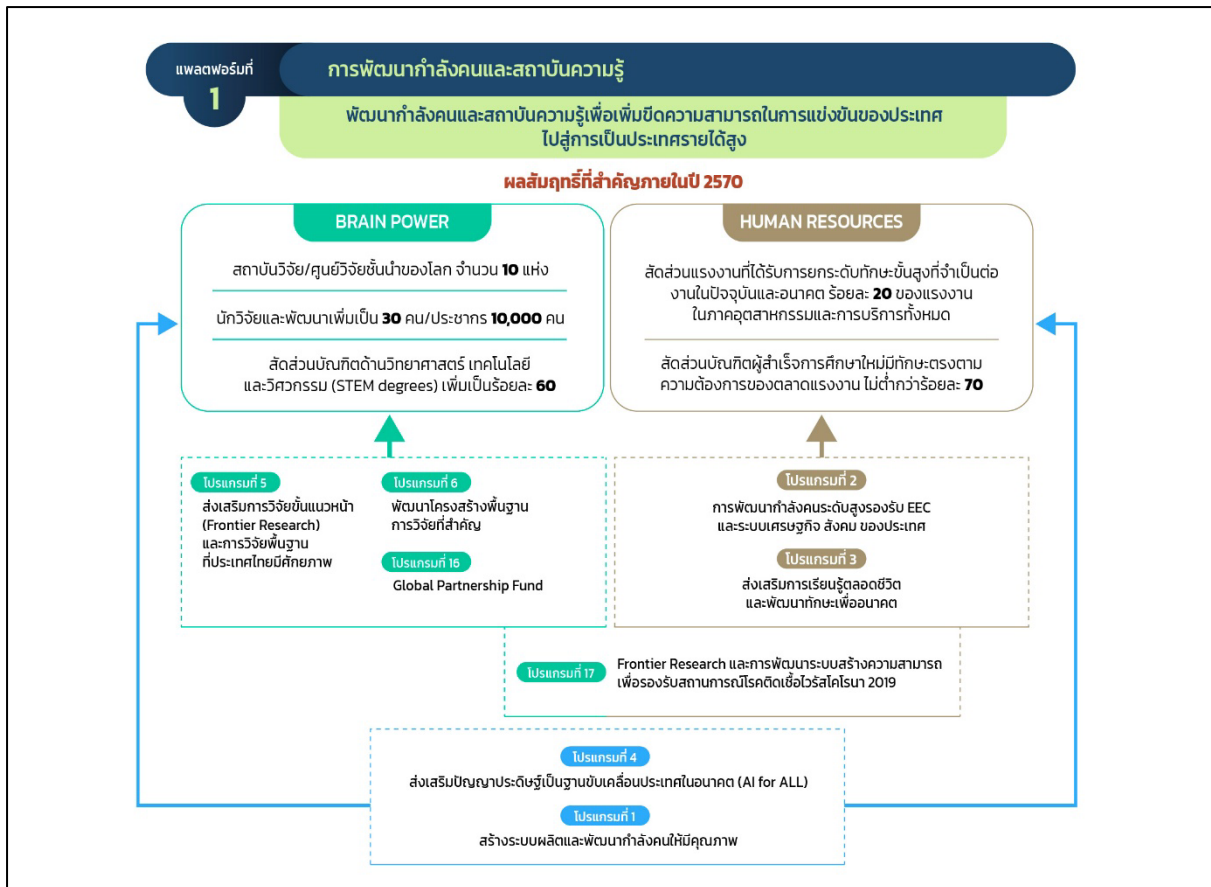 แพลตฟอร์มที่
1
การพัฒนากำลังคนและสถาบันความรู้
พัฒนากำลังคนและสถาบันความรู้เพื่อเพิ่มขีดความสามารถในการแข่งขันของประเทศ
ไปสู่การเป็นประเทศรายได้สูง
ผลสัมฤทธิ์ที่สำคัญภายในปี 2570
BRAIN POWER
สถาบันวิจัย/ศูนย์วิจัยชั้นนำของโลก จำนวน 10 แห่ง
นักวิจัยและพัฒนาเพิ่มเป็น 30 คน/ประชากร 10,000 คน
สัดส่วนบัณฑิตด้านวิทยาศาสตร์ เทคโนโลยี
และวิศวกรรม (STEM degrees) เพิ่มเป็นร้อยละ 60
HUMAN RESOURCES
สัดส่วนแรงงานที่ได้รับการยกระดับทักษะขั้นสูงที่จำเป็นต่อ
งานในปัจจุบันและอนาคต ร้อยละ 20 ของแรงงาน
ในภาคอุตสาหกรรมและการบริการทั้งหมด
สัดส่วนบัณฑิตผู้สำเร็จการศึกษาใหม่มีทักษะตรงตาม
ความต้องการของตลาดแรงงาน ไม่ต่ำกว่าร้อยละ 70
โปรแกรมที่ 5
ส่งเสริมการวิจัยขั้นแนวหน้า
(Frontier Research)
และการวิจัยพื้นฐาน
ที่ประเทศไทยมีศักยภาพ
โปรแกรมที่ 6
พัฒนาโครงสร้างพื้นฐาน
การวิจัยที่สำคัญ
โปรแกรมที่ 16
Global Partnership Fund
โปรแกรมที่ 2
การพัฒนากำลังคนระดับสูงรองรับ EEC
และระบบเศรษฐกิจ สังคม ของประเทศ
โปรแกรมที่ 3
ส่งเสริมการเรียนรู้ตลอดชีวิต
และพัฒนาทักษะเพื่ออนาคต
โปรแกรมที่ 17
Frontier Research และการพัฒนาระบบสร้างความสามารถ
เพื่อรองรับสถานการณ์โรคติดเชื้อไวรัสโคโรนา 2019
โปรแกรมที่ 4
ส่งเสริมปัญญาประดิษฐ์เป็นฐานขับเคลื่อนประเทศในอนาคต (AI for ALL)
โปรแกรมที่ 1
สร้างระบบผลิตและพัฒนากำลังคนให้มีคุณภาพ